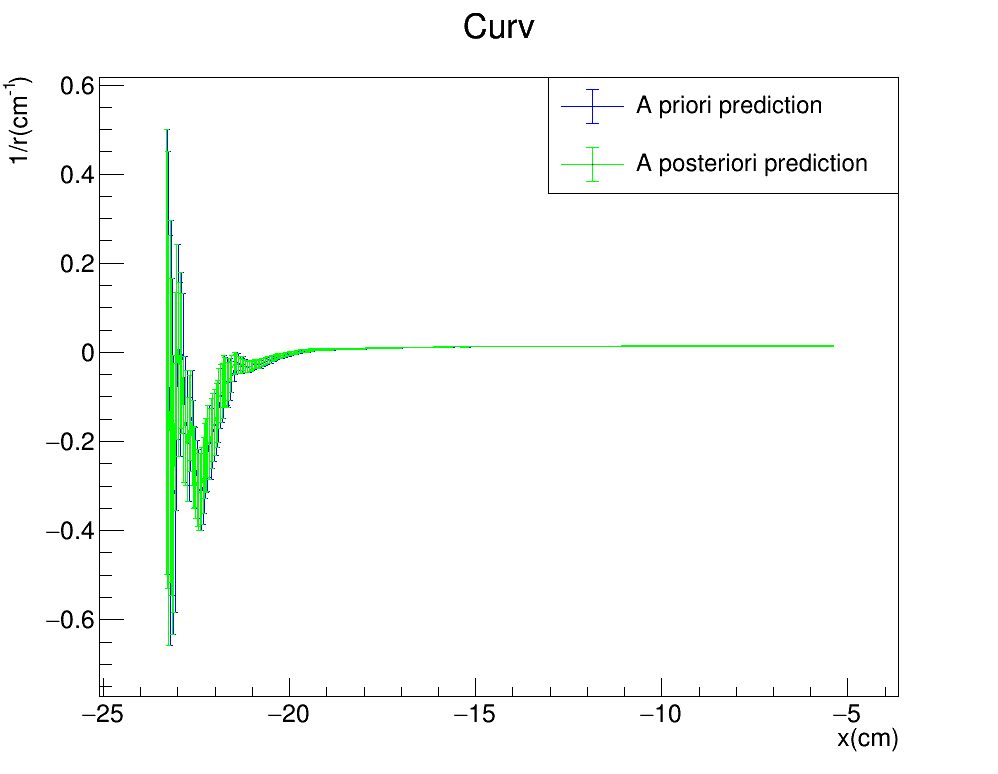 Curv
1/r(cm⁻¹)
A priori prediction
A posteriori prediction
0.6
0.4
0.2
0
−0.2
−0.4
−0.6
−25 −20 −15 −10 −5
x(cm)